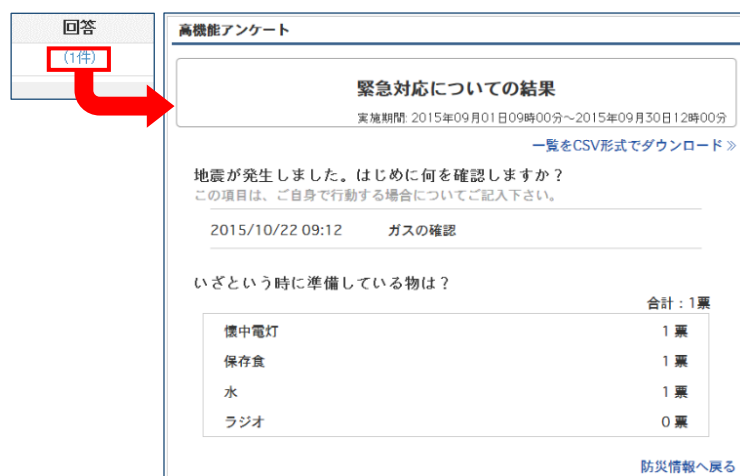 回答
(1件)
高機能アンケート
緊急対応についての結果
実施期間: 2015年09月01日09時00分～2015年09月30日12時00分
一覧をCSV形式でダウンロード ≫
地震が発生しました。はじめに何を確認しますか？
この項目は、ご自身で行動する場合についてご記入下さい。
2015/10/22 09:12 ガスの確認
いざという時に準備している物は？
合計：1票
懐中電灯 1 票
保存食 1 票
水 1 票
ラジオ 0 票
防災情報へ戻る